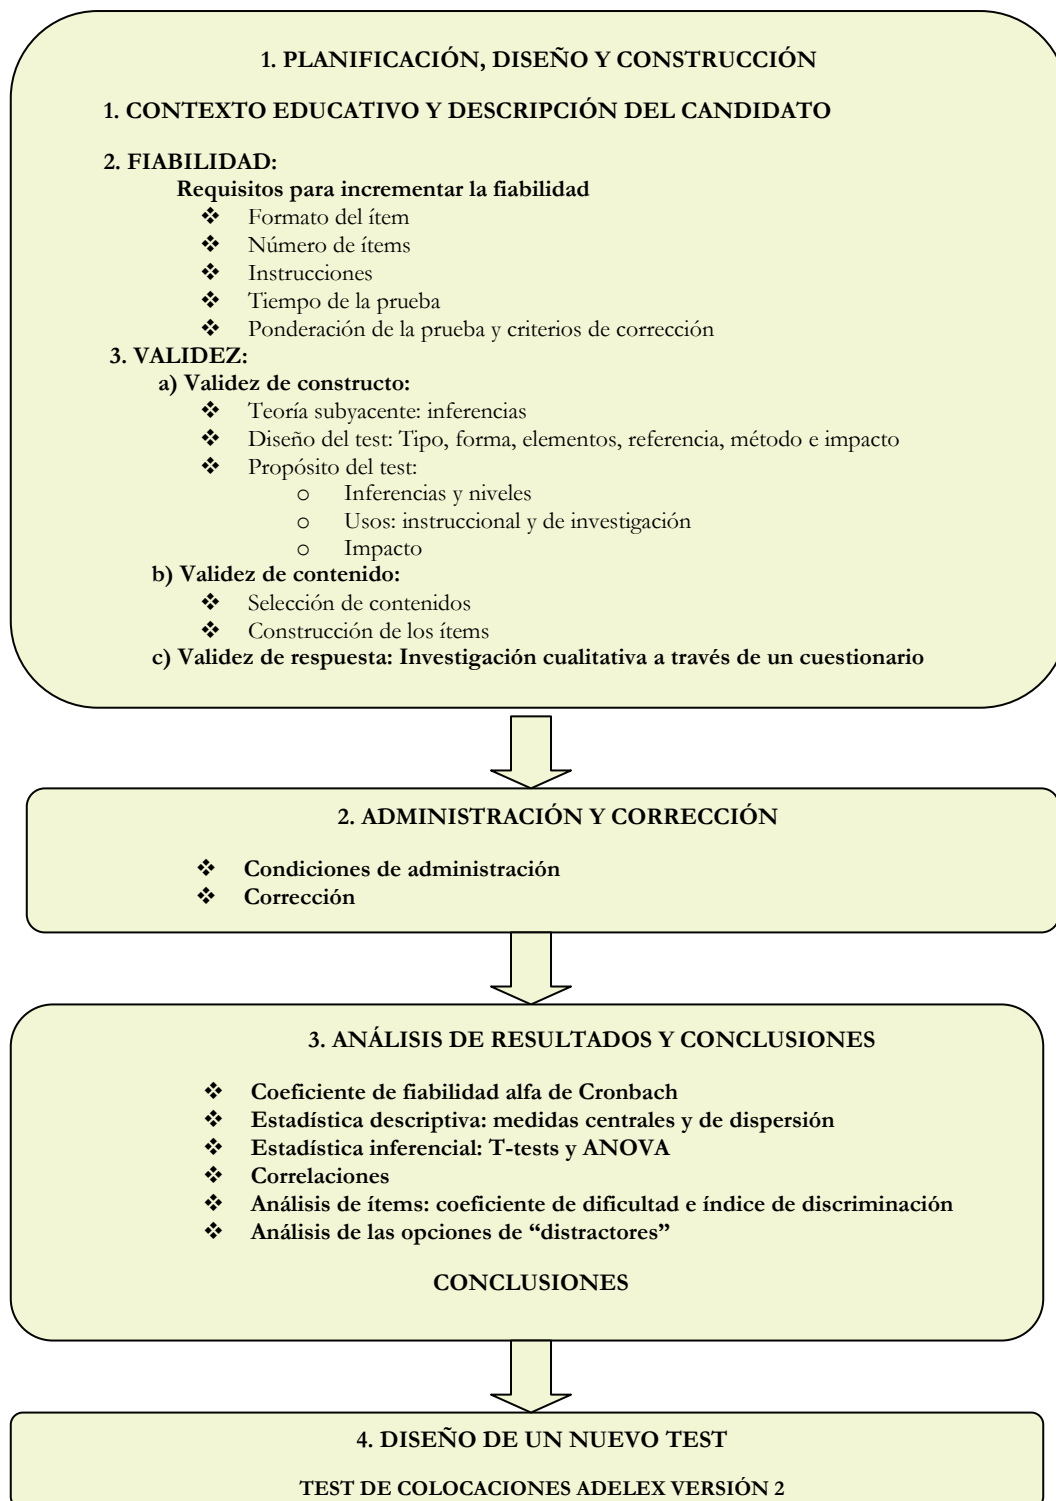 1. PLANIFICACIÓN, DISEÑO Y CONSTRUCCIÓN
1. CONTEXTO EDUCATIVO Y DESCRIPCIÓN DEL CANDIDATO
2. FIABILIDAD:
Requisitos para incrementar la fiabilidad
❖ Formato del ítem
❖ Número de ítems
❖ Instrucciones
❖ Tiempo de la prueba
❖ Ponderación de la prueba y criterios de corrección
3. VALIDEZ:
a) Validez de constructo:
❖ Teoría subyacente: inferencias
❖ Diseño del test: Tipo, forma, elementos, referencia, método e impacto
❖ Propósito del test:
o Inferencias y niveles
o Usos: instruccional y de investigación
o Impacto
b) Validez de contenido:
❖ Selección de contenidos
❖ Construcción de los ítems
c) Validez de respuesta: Investigación cualitativa a través de un cuestionario
2. ADMINISTRACIÓN Y CORRECCIÓN
❖ Condiciones de administración
❖ Corrección
3. ANÁLISIS DE RESULTADOS Y CONCLUSIONES
❖ Coeficiente de fiabilidad alfa de Cronbach
❖ Estadística descriptiva: medidas centrales y de dispersión
❖ Estadística inferencial: T-tests y ANOVA
❖ Correlaciones
❖ Análisis de ítems: coeficiente de dificultad e índice de discriminación
❖ Análisis de las opciones de “distractores”
CONCLUSIONES
4. DISEÑO DE UN NUEVO TEST
TEST DE COLOCACIONES ADELEX VERSIÓN 2